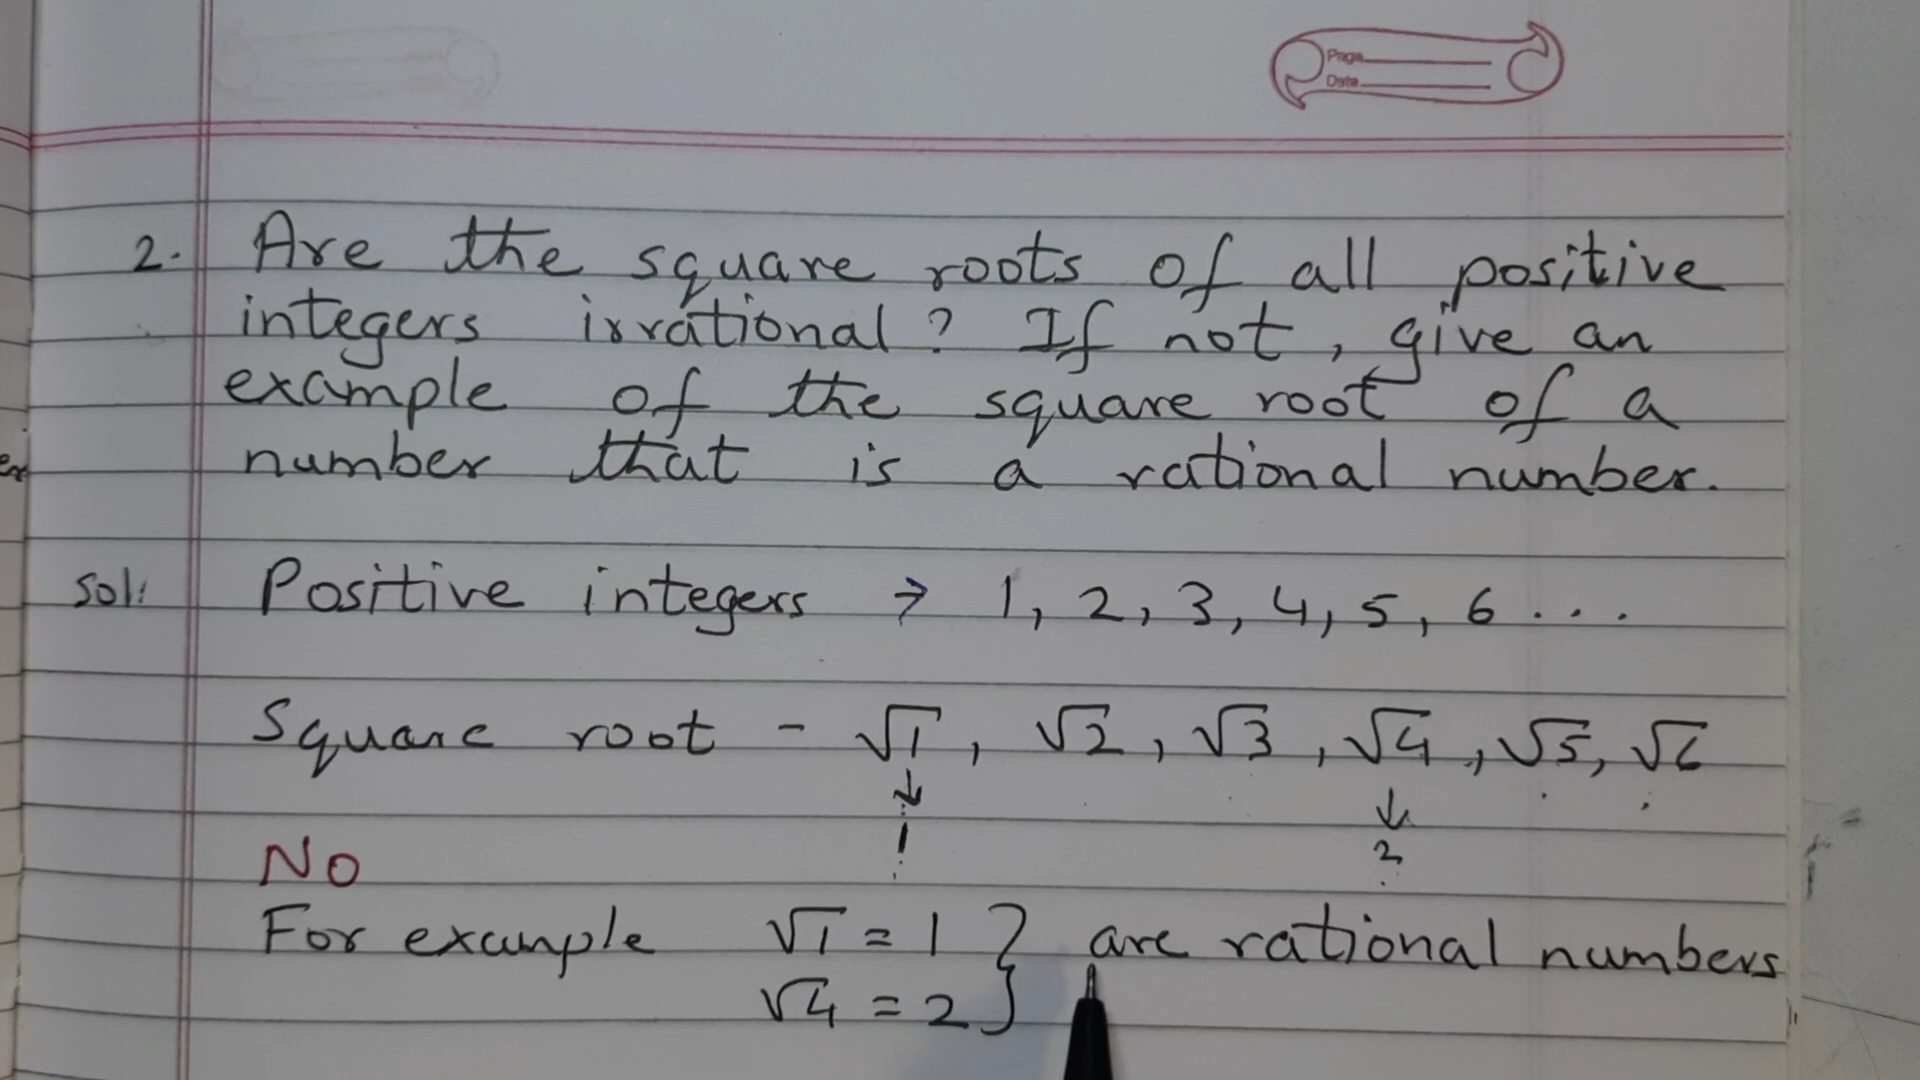 Page
Date
2. Are the square roots of all positive
integers irrational? If not, give an
example of the square root of a
number that is a rational number.
Sol: Positive integers → 1, 2, 3, 4, 5, 6 ...
Square root - √1, √2, √3, √4, √5, √6
↓ ↓
1 2
No
For example √1 = 1 } are rational numbers
√4 = 2